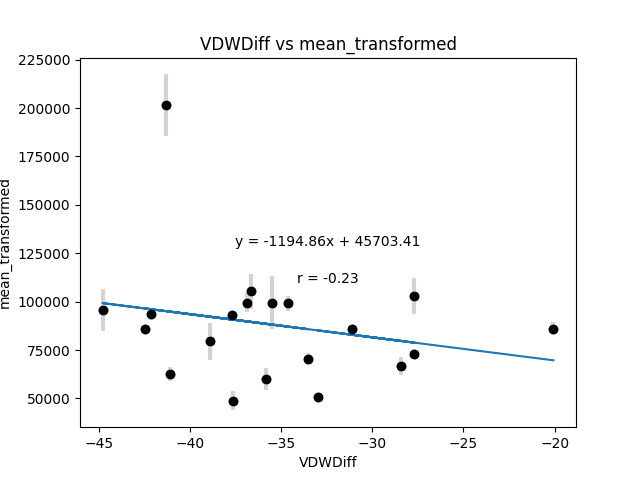 VDWDiff vs mean_transformed
225000
200000
175000
150000
125000
100000
75000
50000
mean_transformed
y = -1194.86x + 45703.41
r = -0.23
−45
−40
−35
−30
−25
−20
VDWDiff